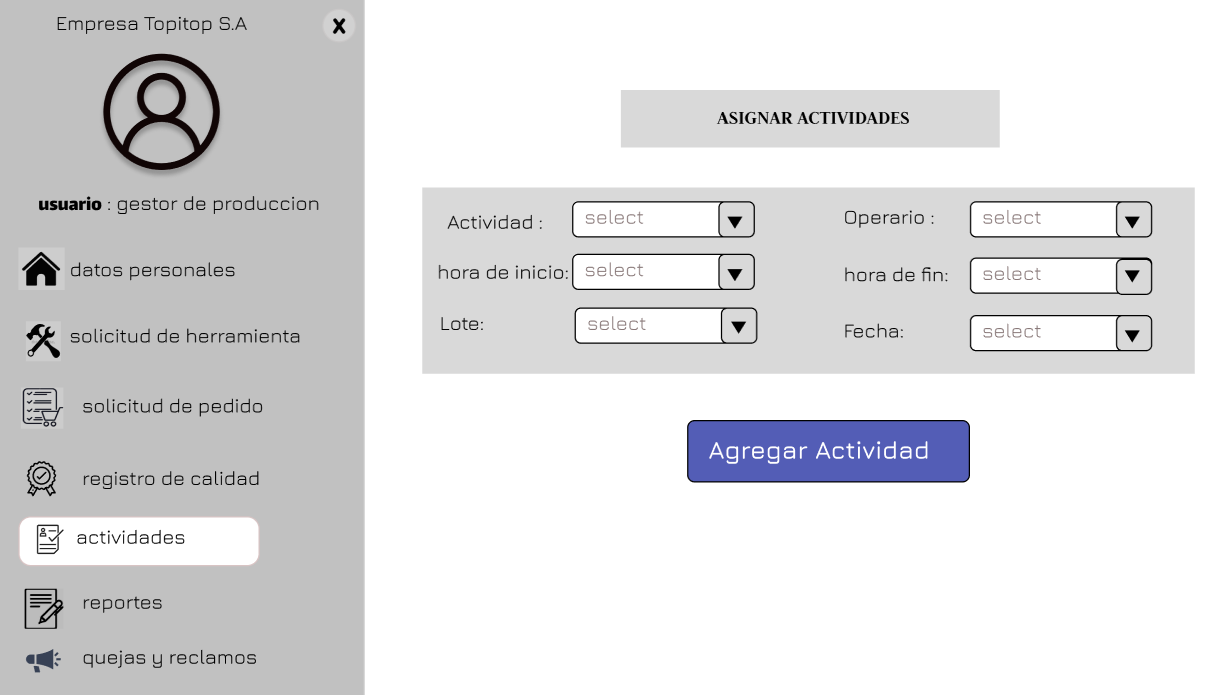 Empresa Topitop S.A
X
usuario : gestor de produccion
datos personales
solicitud de herramienta
solicitud de pedido
registro de calidad
actividades
reportes
quejas y reclamos
ASIGNAR ACTIVIDADES
Actividad : select
Operario : select
hora de inicio: select
hora de fin: select
Lote: select
Fecha: select
Agregar Actividad